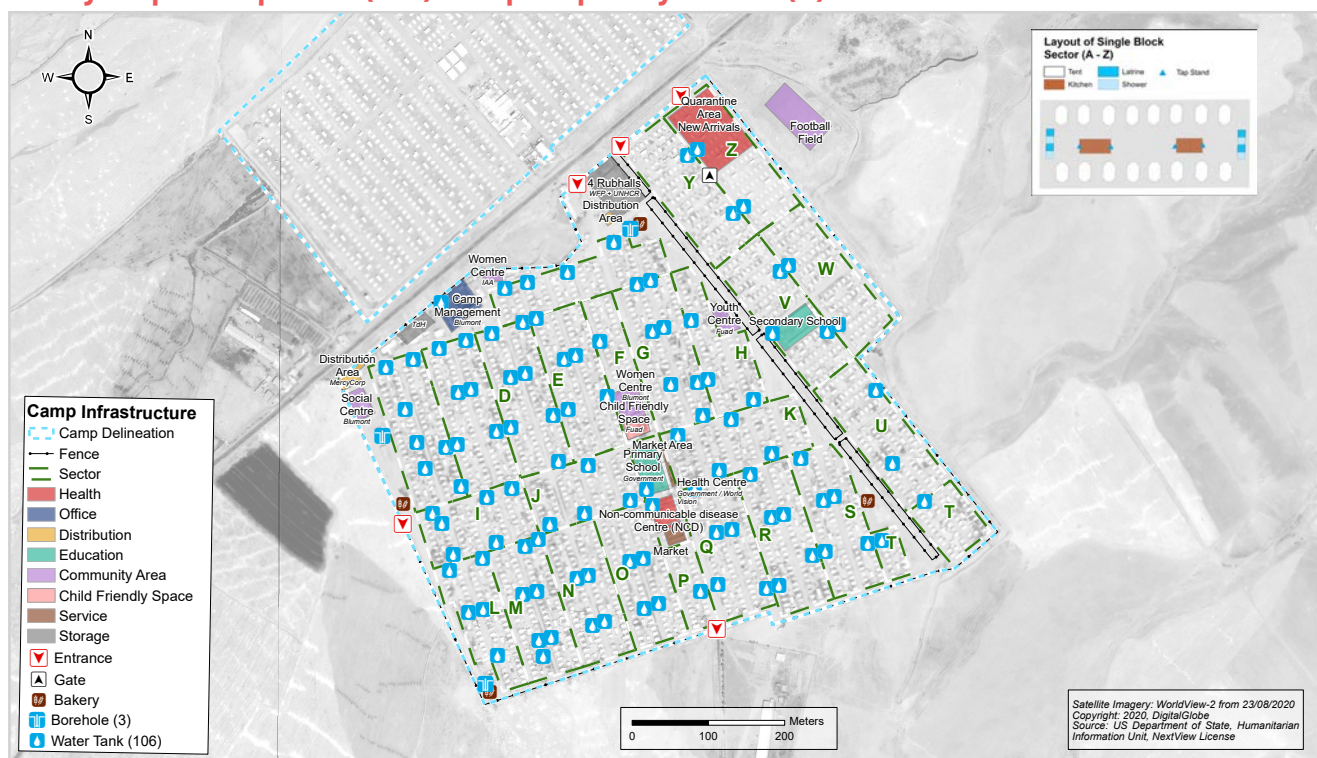 N
W E
S
Layout of Single Block
Sector (A - Z)
Tent
Latrine
Tap Stand
Kitchen
Shower
Quarantine
Area
New Arrivals
Football
Field
Z
Y
4 Rubhalls
WFP + UNHCR
Distribution
Area
Women
Centre
IAA
W
Camp
Management
Blumont
V
Youth
Centre
Fuad
Secondary School
TdH
Distribution
Area
MercyCorp
F
G
H
E
D
Women
Centre
Blumont
Social
Centre
Blumont
Child Friendly
Space
Fuad
K
U
Market Area
Primary
School
Government
Health Centre
Government / World
Vision
J
I
Non-communicable disease
Centre (NCD)
S
T
R
Q
T
Market
O
P
N
L
M
Camp Infrastructure
Camp Delineation
Fence
Sector
Health
Office
Distribution
Education
Community Area
Child Friendly Space
Service
Storage
Entrance
Gate
Bakery
Borehole (3)
Water Tank (106)
Meters
0 100 200
Satellite Imagery: WorldView-2 from 23/08/2020
Copyright: 2020, DigitalGlobe
Source: US Department of State, Humanitarian
Information Unit, NextView License